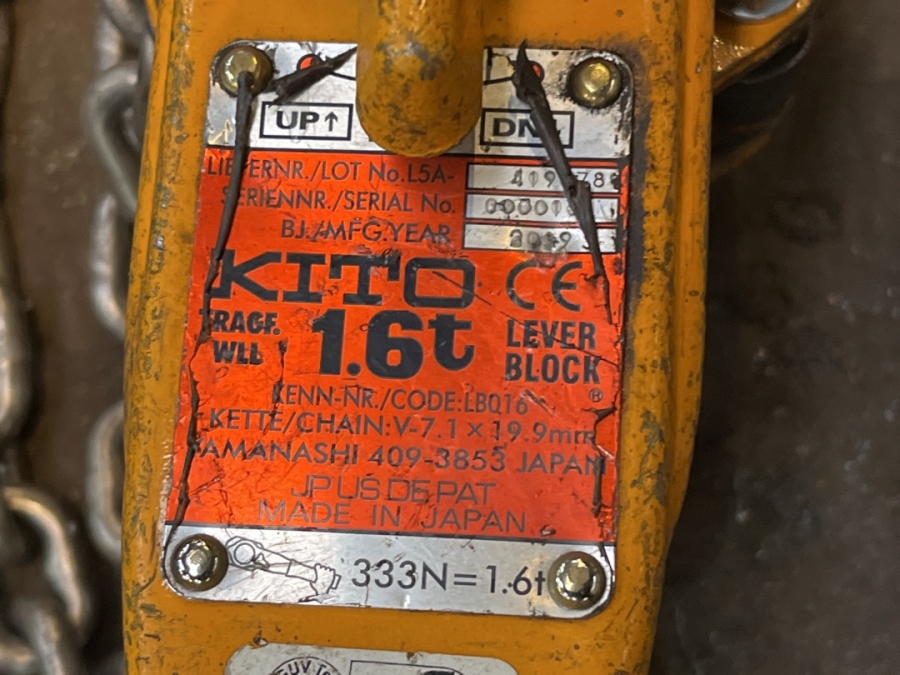 UP↑ DN↓
LIEFERNR./LOT No.L5A-
SERIENNR./SERIAL No.
BJ./MFG.YEAR
KITO CE
TRAGF. WLL 1.6t LEVER BLOCK ®
KENN-NR./CODE:LBQ16
KETTE/CHAIN:V-7.1×19.9mm
YAMANASHI 409-3853 JAPAN
JP US DE PAT
MADE IN JAPAN
333N=1.6t